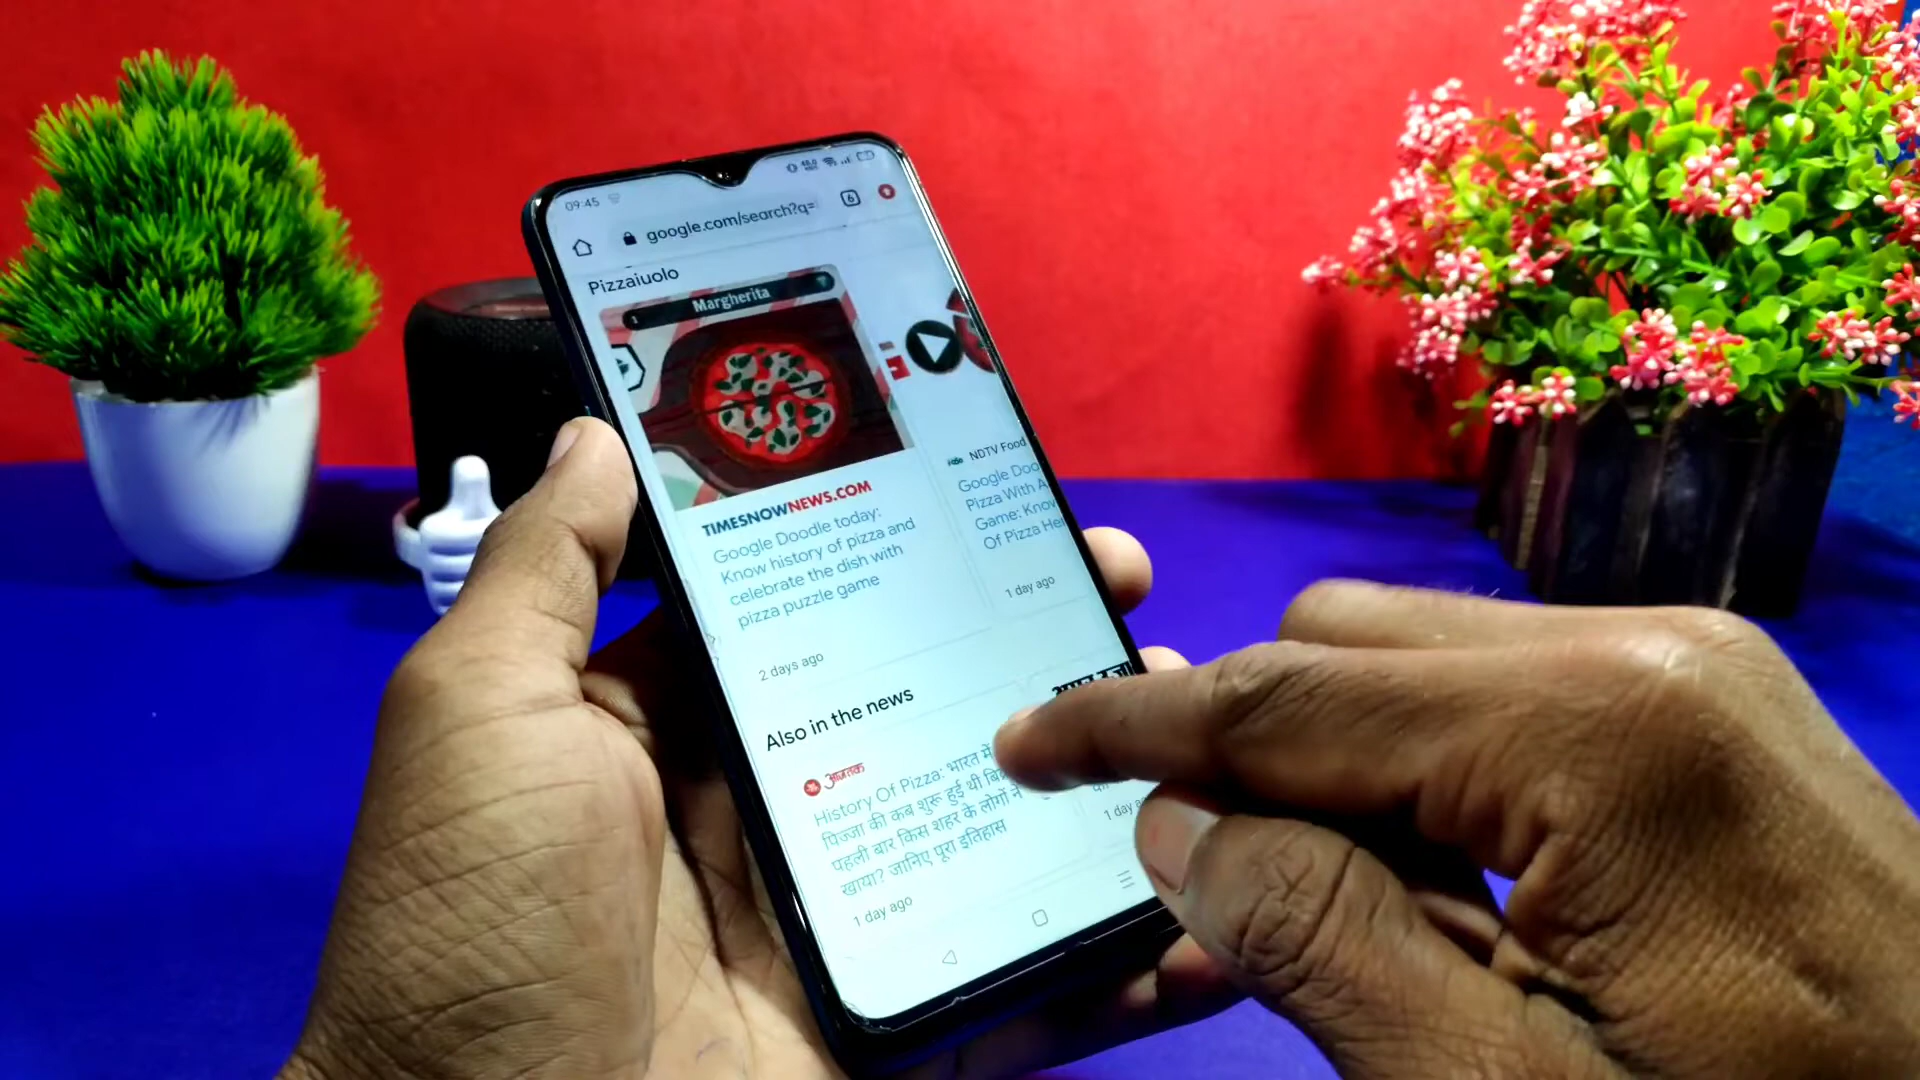 09:45
google.com/search?q=
6
Pizzaiuolo
1
Margherita
TIMESNOWNEWS.COM
Google Doodle today:
Know history of pizza and
celebrate the dish with
pizza puzzle game
2 days ago
NDTV Food
Google Doo
Pizza With A
Game: Know
Of Pizza He
1 day ago
Also in the news
आजतक
History Of Pizza: भारत में
पिज्जा की कब शुरू हुई थी
पहली बार किस शहर के लोगों ने
खाया? जानिए पूरा इतिहास
1 day ago
1 day